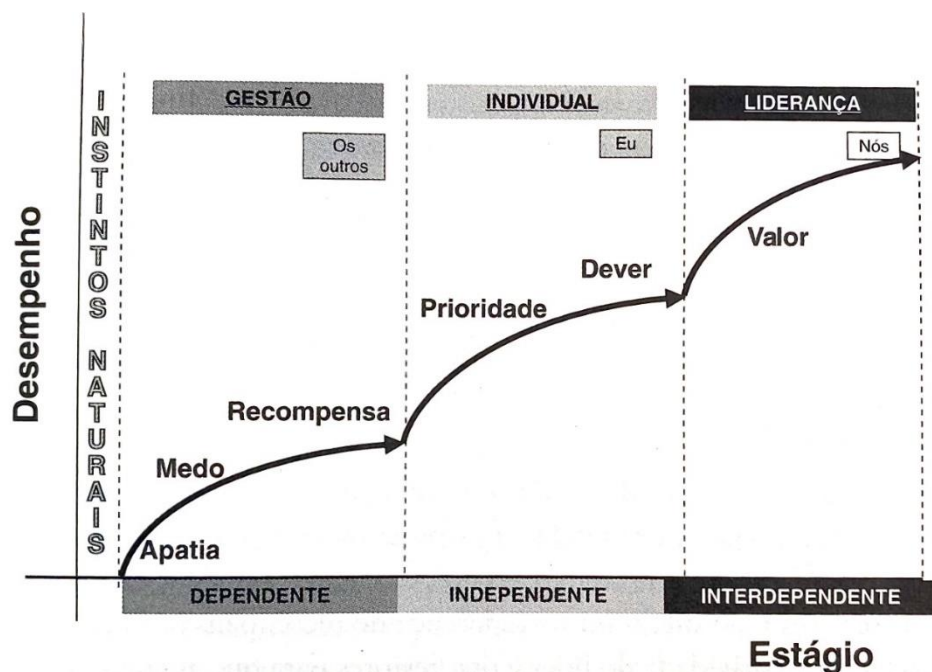 Desempenho
INSTINTOS NATURAIS
GESTÃO
INDIVIDUAL
LIDERANÇA
Os
outros
Eu
Nós
Valor
Dever
Prioridade
Recompensa
Medo
Apatia
DEPENDENTE
INDEPENDENTE
INTERDEPENDENTE
Estágio